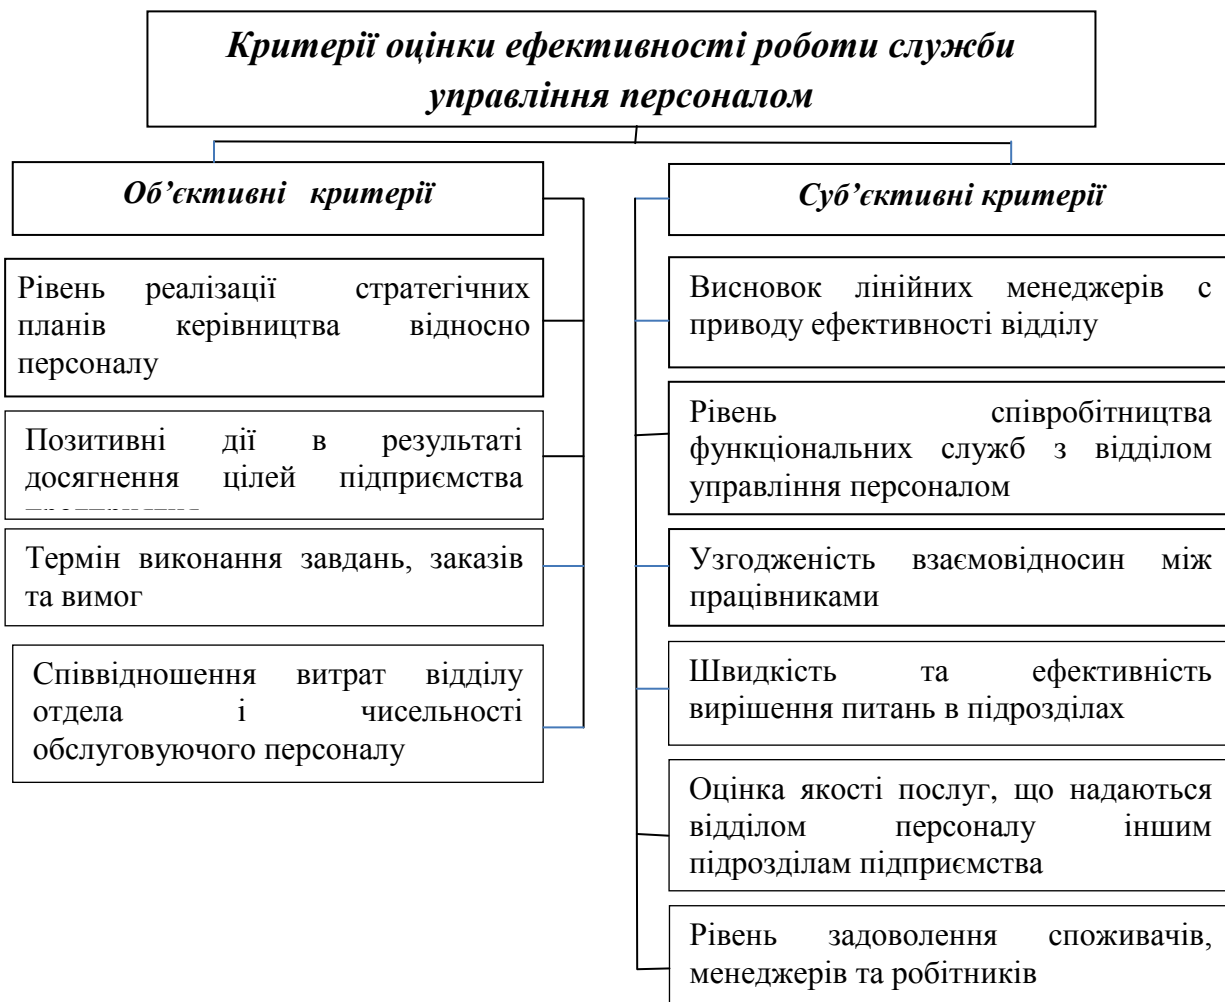 Критерії оцінки ефективності роботи служби
управління персоналом
Об’єктивні критерії
Рівень реалізації стратегічних
планів керівництва відносно
персоналу
Позитивні дії в результаті
досягнення цілей підприємства
Термін виконання завдань, заказів
та вимог
Співвідношення витрат відділу
отдела і чисельності
обслуговуючого персоналу
Суб’єктивні критерії
Висновок лінійних менеджерів с
приводу ефективності відділу
Рівень співробітництва
функціональних служб з відділом
управління персоналом
Узгодженість взаємовідносин між
працівниками
Швидкість та ефективність
вирішення питань в підрозділах
Оцінка якості послуг, що надаються
відділом персоналу іншим
підрозділам підприємства
Рівень задоволення споживачів,
менеджерів та робітників